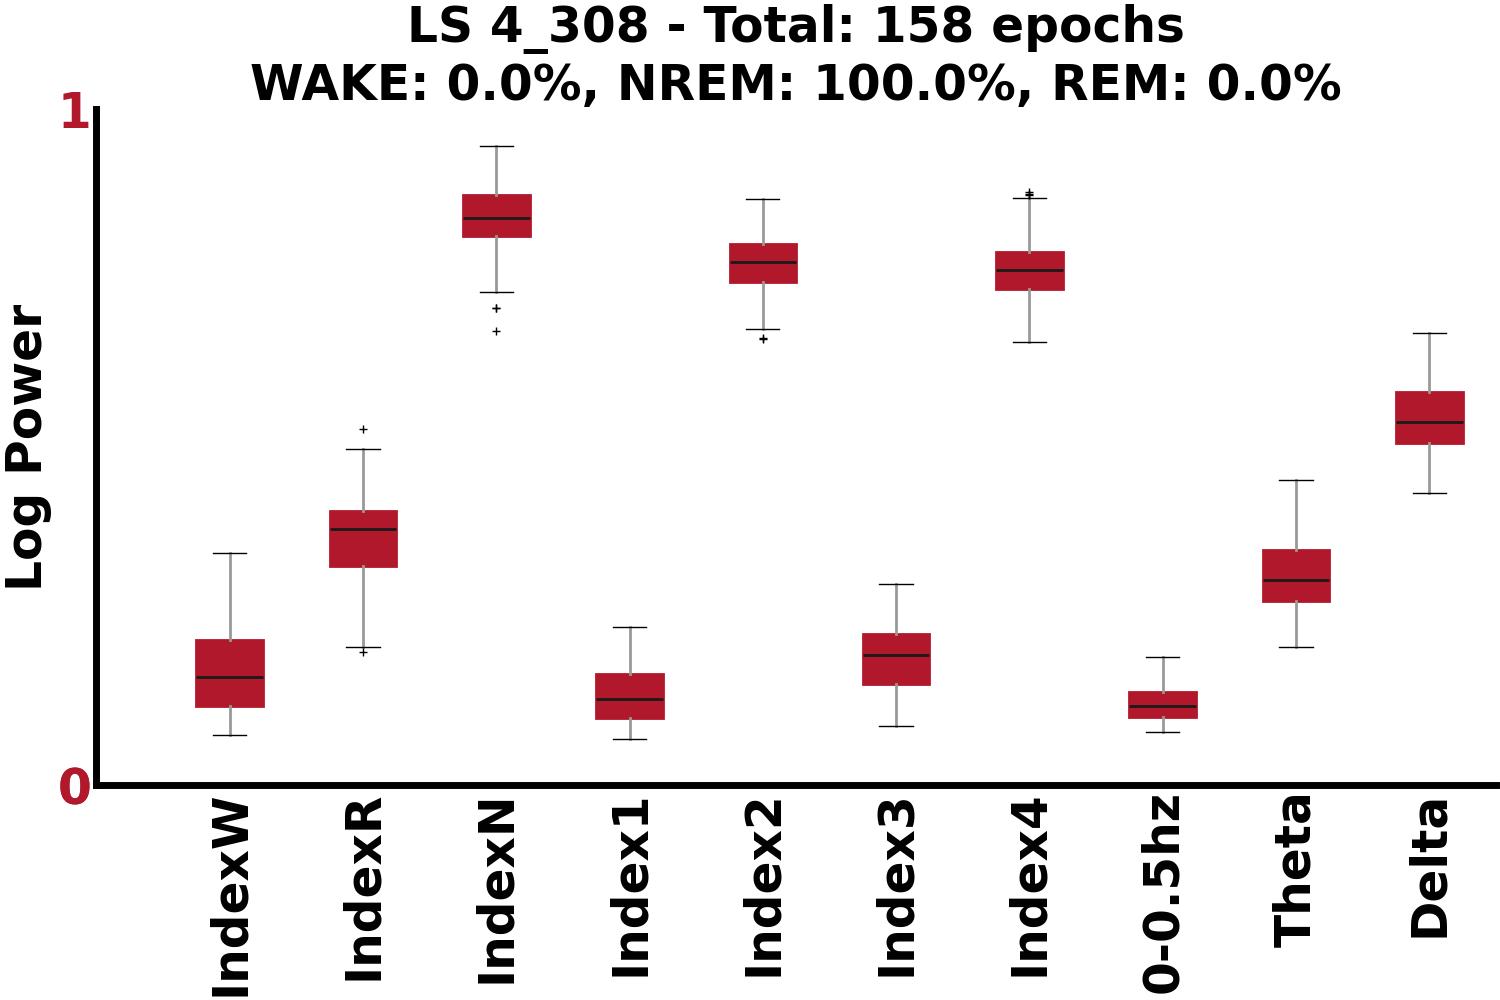 LS 4_308 - Total: 158 epochs
WAKE: 0.0%, NREM: 100.0%, REM: 0.0%
1
Log Power
0
IndexW
IndexR
IndexN
Index1
Index2
Index3
Index4
0-0.5hz
Theta
Delta